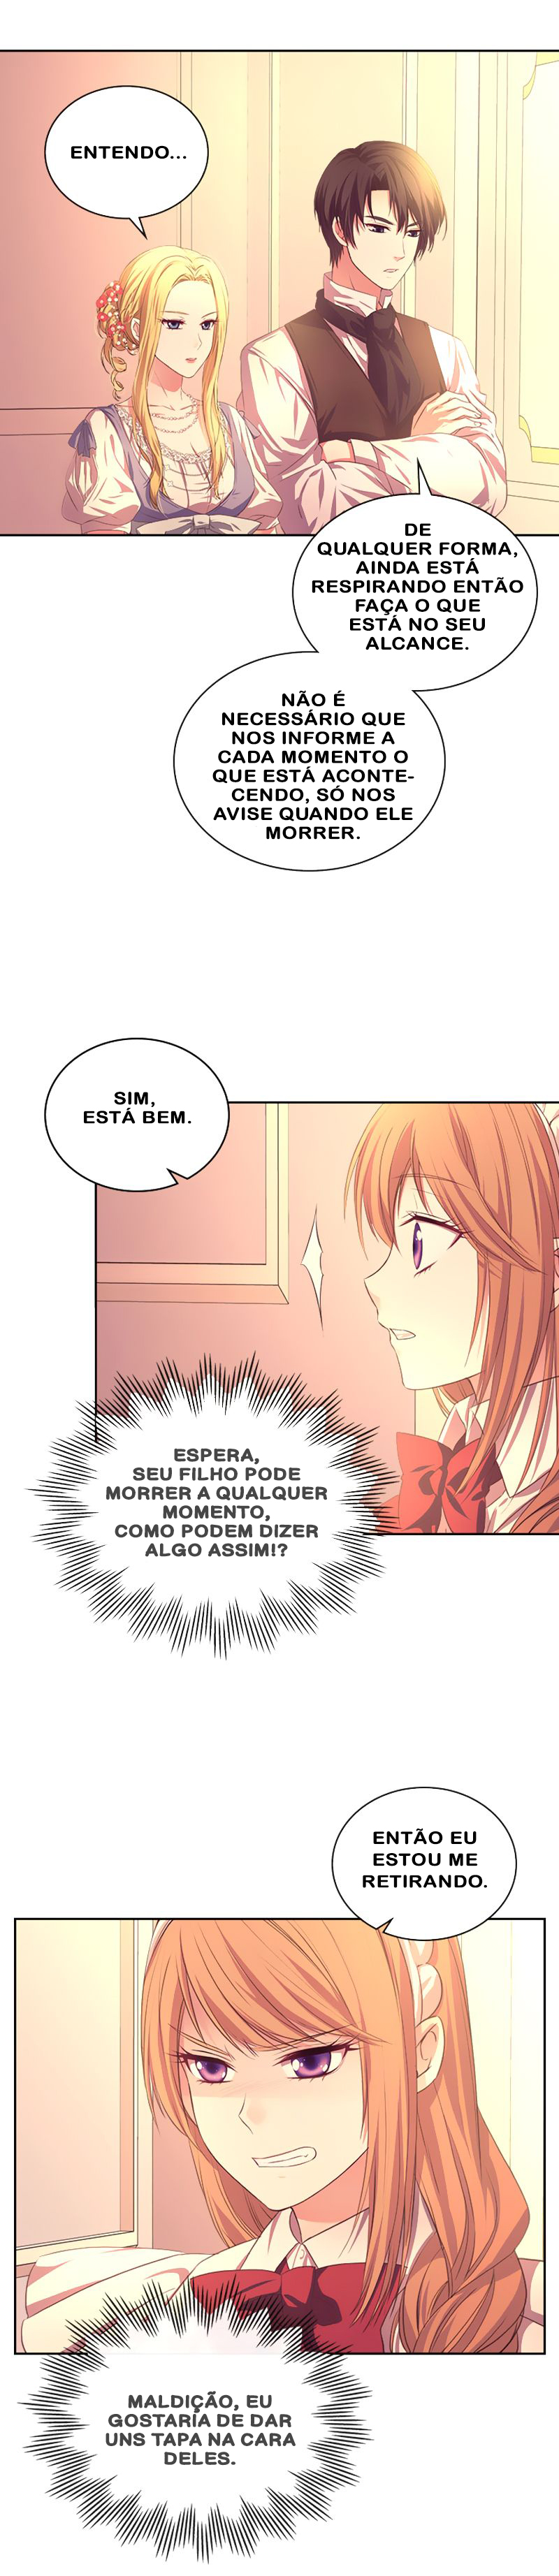 ENTENDO...
DE
QUALQUER FORMA,
AINDA ESTÁ
RESPIRANDO ENTÃO
FAÇA O QUE
ESTÁ NO SEU
ALCANCE.
NÃO É
NECESSÁRIO QUE
NOS INFORME A
CADA MOMENTO O
QUE ESTÁ ACONTE-
CENDO, SÓ NOS
AVISE QUANDO ELE
MORRER.
SIM,
ESTÁ BEM.
ESPERA,
SEU FILHO PODE
MORRER A QUALQUER
MOMENTO,
COMO PODEM DIZER
ALGO ASSIM!?
ENTÃO EU
ESTOU ME
RETIRANDO.
MALDIÇÃO, EU
GOSTARIA DE DAR
UNS TAPA NA CARA
DELES.